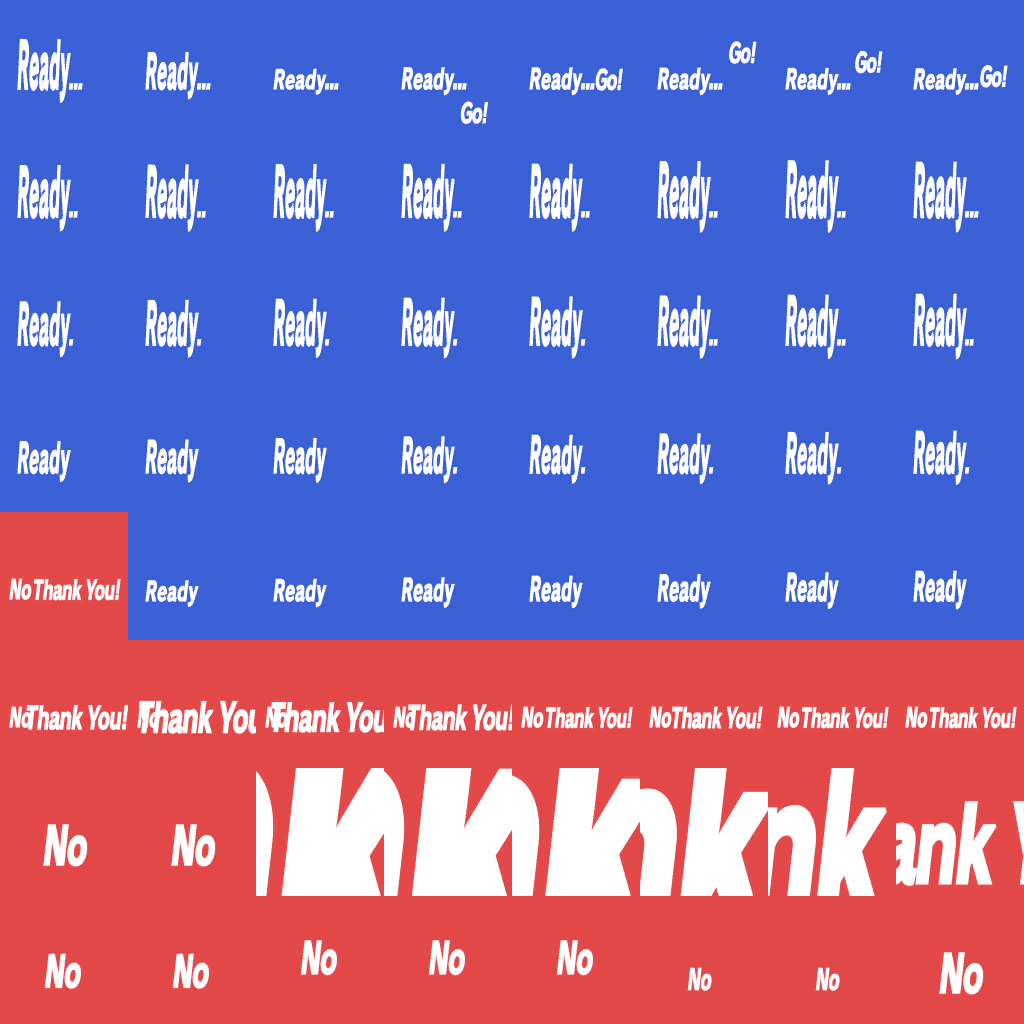 Ready... Ready... Ready... Ready... Ready...Go! Ready... Go! Ready... Go! Ready...Go!
Go!
Ready.. Ready.. Ready.. Ready.. Ready.. Ready.. Ready.. Ready...
Ready. Ready. Ready. Ready. Ready. Ready.. Ready.. Ready..
Ready Ready Ready Ready. Ready. Ready. Ready. Ready.
No Thank You! Ready Ready Ready Ready Ready Ready Ready
No Thank You! No Thank You No Thank You No Thank You! No Thank You! No Thank You! No Thank You! No Thank You!
No No nk ank Y
No No No No No No No No